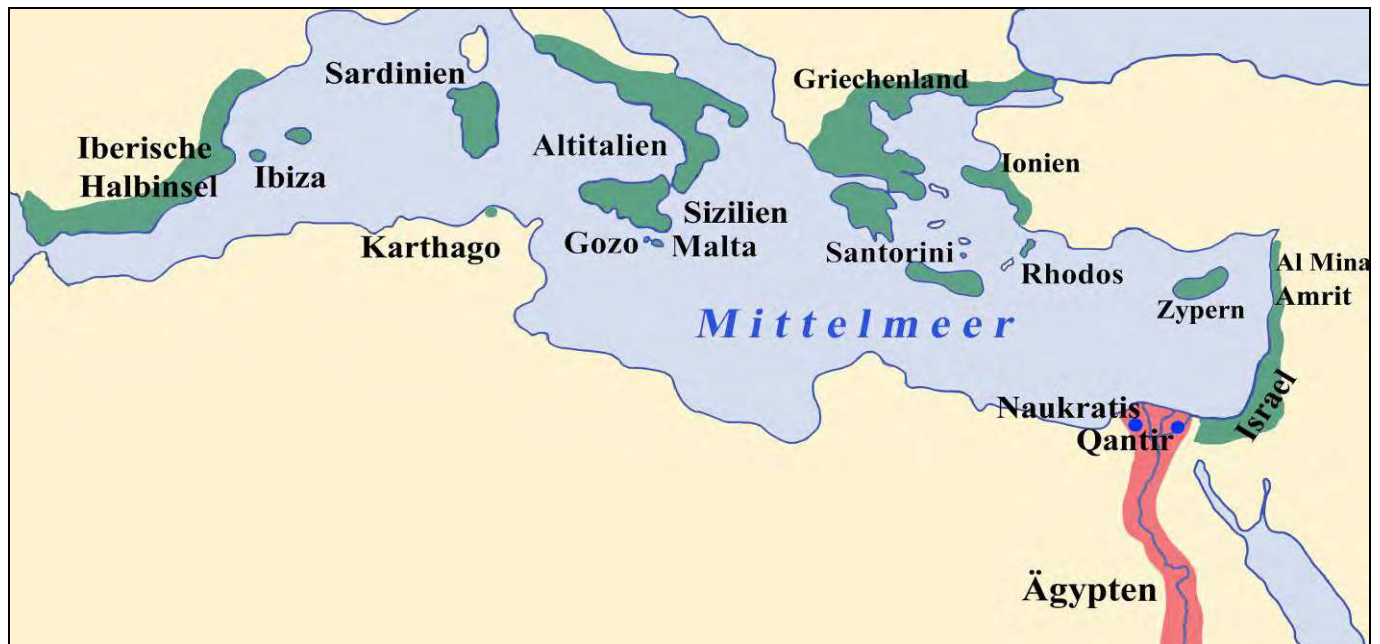 Sardinien
Griechenland
Iberische
Halbinsel
Ibiza
Altitalien
Ionien
Karthago
Gozo
Sizilien
Malta
Santorini
Rhodos
Zypern
Al Mina
Amrit
Mittelmeer
Naukratis
Qantir
Israel
Ägypten